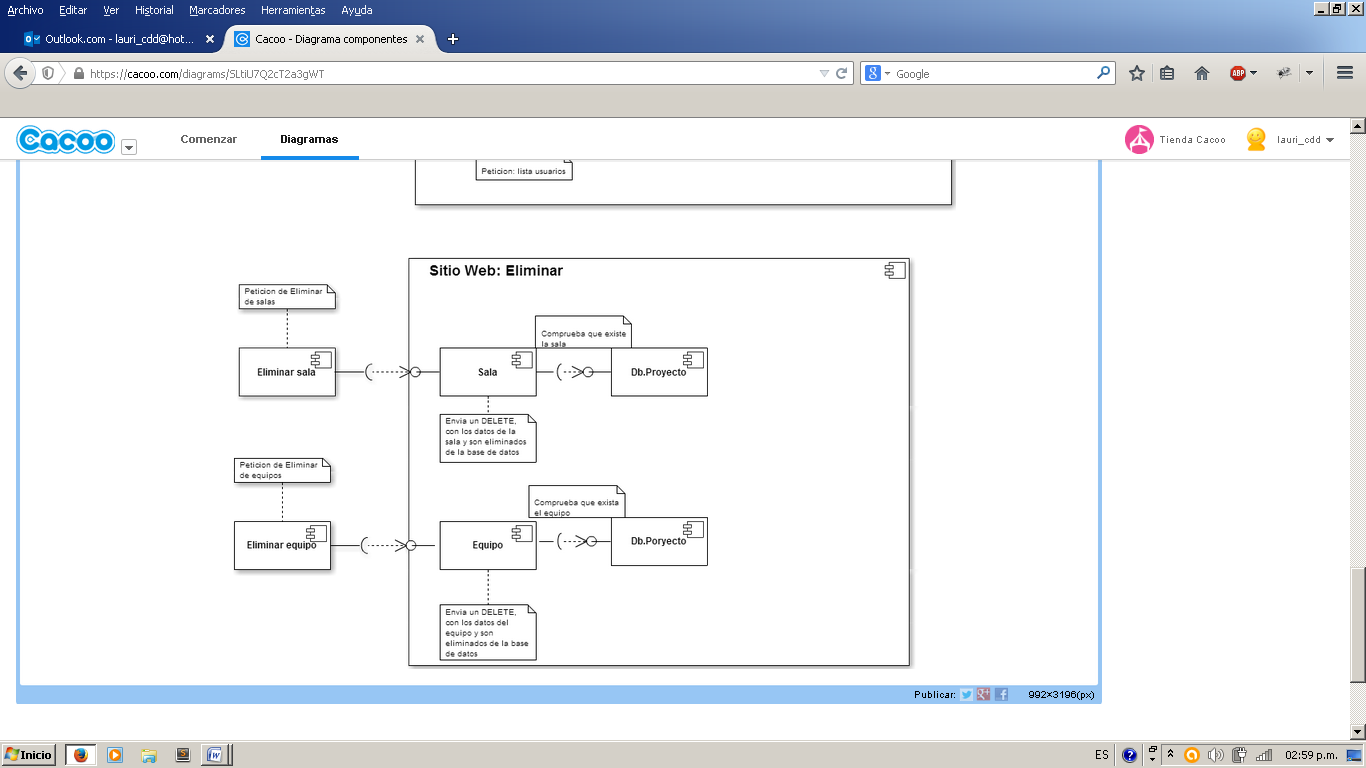 Archivo Editar Ver Historial Marcadores Herramientas Ayuda
Outlook.com - lauri_cdd@hot...
Cacoo - Diagrama componentes
https://cacoo.com/diagrams/5LtiU7Q2cT2a3gWT
Google
ABP
Cacoo
Comenzar
Diagramas
Tienda Cacoo
lauri_cdd
Peticion: lista usuarios
Sitio Web: Eliminar
Peticion de Eliminar
de salas
Comprueba que existe
la sala
Eliminar sala
Sala
Db.Proyecto
Envia un DELETE,
con los datos de la
sala y son eliminados
de la base de datos
Peticion de Eliminar
de equipos
Comprueba que exista
el equipo
Eliminar equipo
Equipo
Db.Poryecto
Envia un DELETE,
con los datos del
equipo y son
eliminados de la base
de datos
Publicar:
992×3196(px)
Inicio
ES
02:59 p.m.